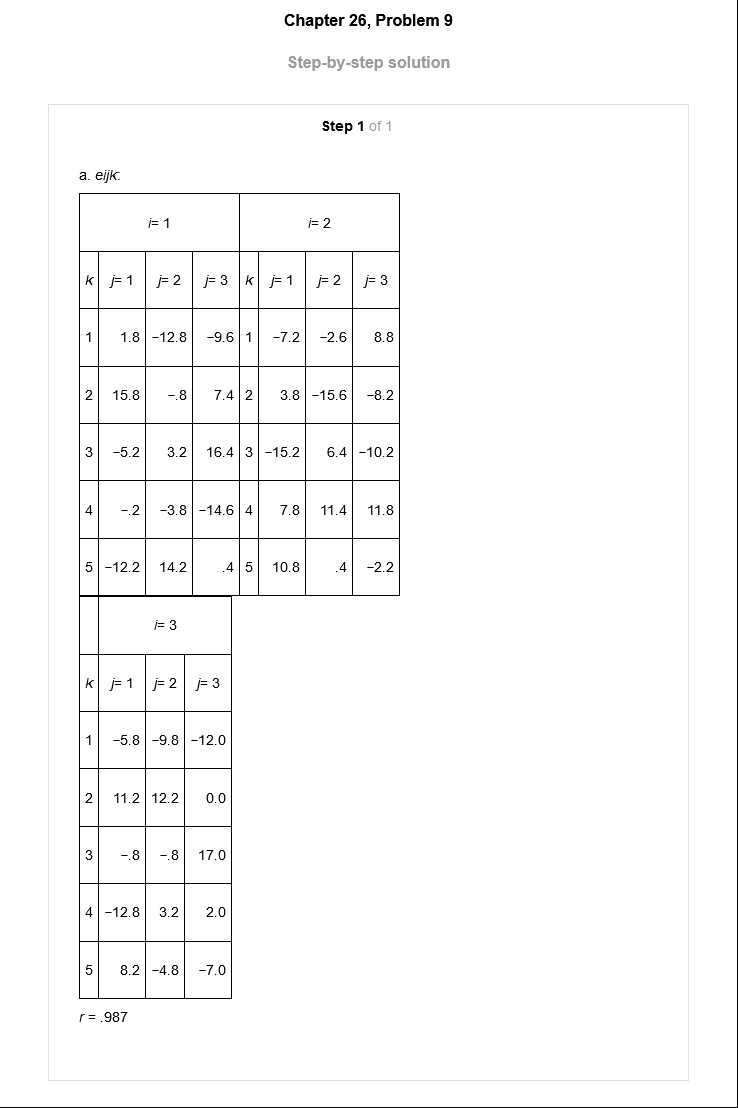 Chapter 26, Problem 9
Step-by-step solution
Step 1 of 1
a. eijk:
i= 1 i= 2
k j= 1 j= 2 j= 3 k j= 1 j= 2 j= 3
1 1.8 −12.8 −9.6 1 −7.2 −2.6 8.8
2 15.8 −.8 7.4 2 3.8 −15.6 −8.2
3 −5.2 3.2 16.4 3 −15.2 6.4 −10.2
4 −.2 −3.8 −14.6 4 7.8 11.4 11.8
5 −12.2 14.2 .4 5 10.8 .4 −2.2
i= 3
k j= 1 j= 2 j= 3
1 −5.8 −9.8 −12.0
2 11.2 12.2 0.0
3 −.8 −.8 17.0
4 −12.8 3.2 2.0
5 8.2 −4.8 −7.0
r = .987